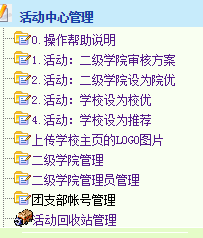 活动中心管理
0.操作帮助说明
1.活动：二级学院审核方案
2.活动：二级学院设为院优
2.活动：学校设为校优
4.活动：学校设为推荐
上传学校主页的LOGO图片
二级学院管理
二级学院管理员管理
团支部帐号管理
活动回收站管理